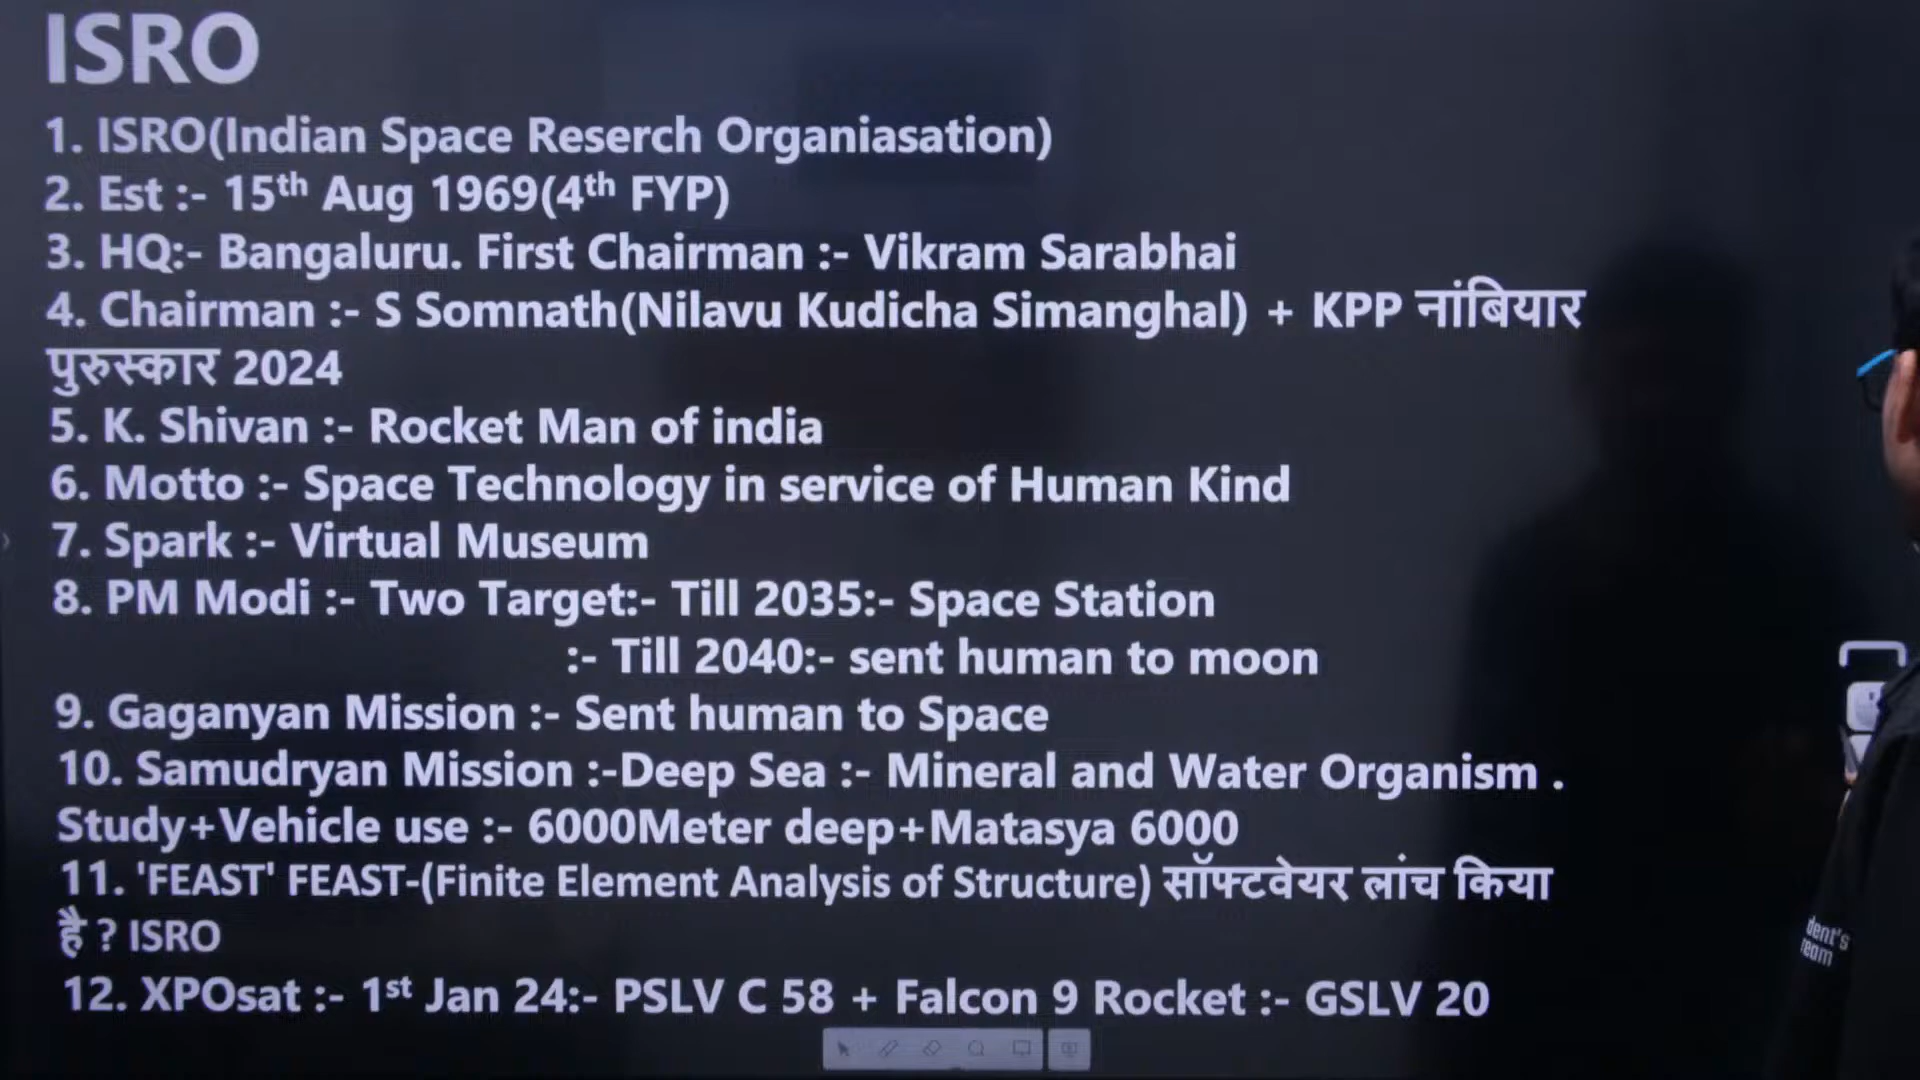 ISRO
1. ISRO(Indian Space Reserch Organiasation)
2. Est :- 15th Aug 1969(4th FYP)
3. HQ:- Bangaluru. First Chairman :- Vikram Sarabhai
4. Chairman :- S Somnath(Nilavu Kudicha Simanghal) + KPP नांबियार
पुरुस्कार 2024
5. K. Shivan :- Rocket Man of india
6. Motto :- Space Technology in service of Human Kind
7. Spark :- Virtual Museum
8. PM Modi :- Two Target:- Till 2035:- Space Station
:- Till 2040:- sent human to moon
9. Gaganyan Mission :- Sent human to Space
10. Samudryan Mission :-Deep Sea :- Mineral and Water Organism .
Study+Vehicle use :- 6000Meter deep+Matasya 6000
11. 'FEAST' FEAST-(Finite Element Analysis of Structure) सॉफ्टवेयर लांच किया
है ? ISRO
12. XPOsat :- 1st Jan 24:- PSLV C 58 + Falcon 9 Rocket :- GSLV 20
dent's
ream